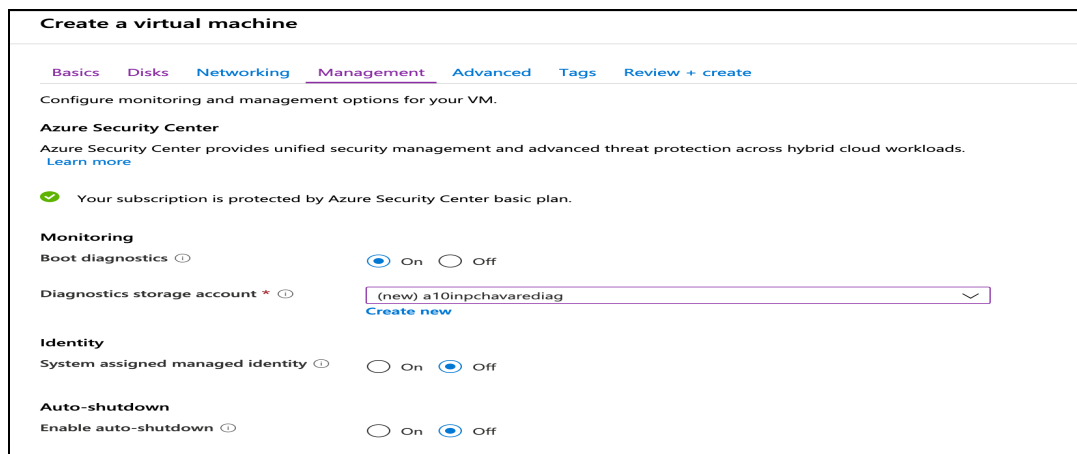 Create a virtual machine
Basics Disks Networking Management Advanced Tags Review + create
Configure monitoring and management options for your VM.
Azure Security Center
Azure Security Center provides unified security management and advanced threat protection across hybrid cloud workloads.
Learn more
Your subscription is protected by Azure Security Center basic plan.
Monitoring
Boot diagnostics On Off
Diagnostics storage account * (new) a10inpchavarediag
Create new
Identity
System assigned managed identity On Off
Auto-shutdown
Enable auto-shutdown On Off